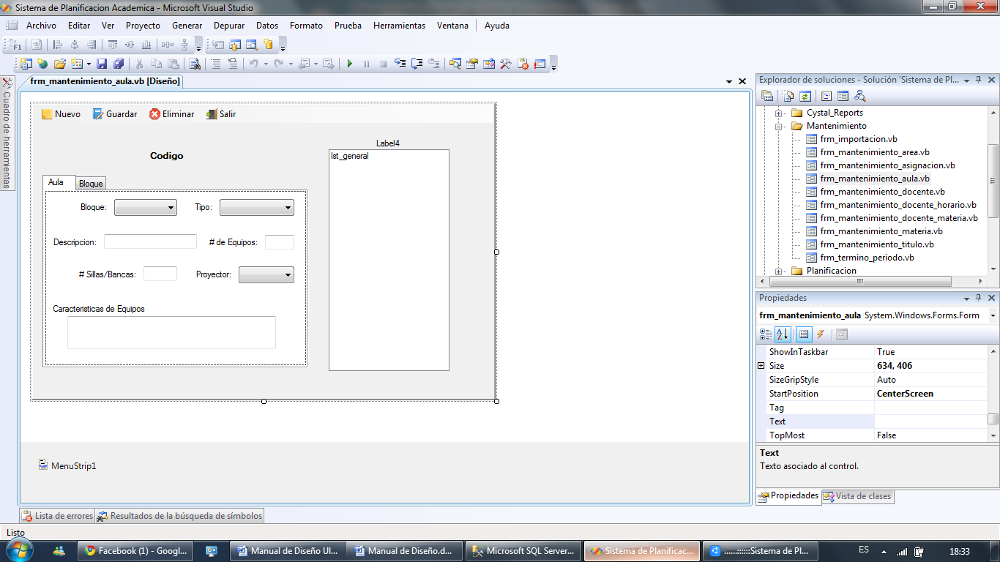 Sistema de Planificacion Academica - Microsoft Visual Studio
Archivo Editar Ver Proyecto Generar Depurar Datos Formato Prueba Herramientas Ventana Ayuda
frm_mantenimiento_aula.vb [Diseño]
Cuadro de herramientas
Nuevo Guardar Eliminar Salir
Codigo
Label4
lst_general
Aula Bloque
Bloque: Tipo:
Descripcion: # de Equipos:
# Sillas/Bancas: Proyector:
Caracteristicas de Equipos
MenuStrip1
Explorador de soluciones - Solución 'Sistema de Pl...
Cystal_Reports
Mantenimiento
frm_importacion.vb
frm_mantenimiento_area.vb
frm_mantenimiento_asignacion.vb
frm_mantenimiento_aula.vb
frm_mantenimiento_docente.vb
frm_mantenimiento_docente_horario.vb
frm_mantenimiento_docente_materia.vb
frm_mantenimiento_materia.vb
frm_mantenimiento_titulo.vb
frm_termino_periodo.vb
Planificacion
Propiedades
frm_mantenimiento_aula System.Windows.Forms.Form
ShowInTaskbar True
Size 634, 406
SizeGripStyle Auto
StartPosition CenterScreen
Tag
Text
TopMost False
Text
Texto asociado al control.
Propiedades Vista de clases
Lista de errores Resultados de la búsqueda de símbolos
Listo
Facebook (1) - Googl... Manual de Diseño UI... Manual de Diseño.d... Microsoft SQL Server... Sistema de Planificac... ......::::::Sistema de Pl... ES 18:33